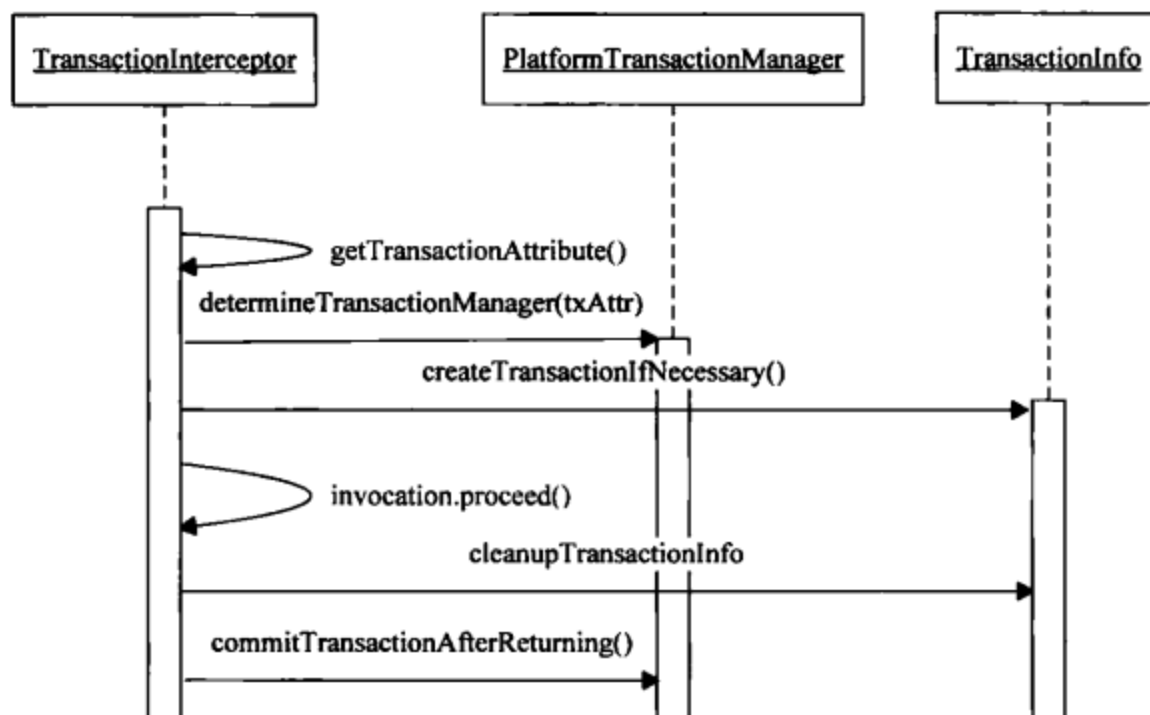 TransactionInterceptor
PlatformTransactionManager
TransactionInfo
getTransactionAttribute()
determineTransactionManager(txAttr)
createTransactionIfNecessary()
invocation.proceed()
cleanupTransactionInfo
commitTransactionAfterReturning()